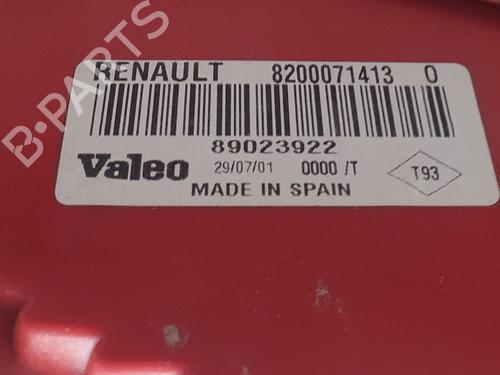 B-PARTS
RENAULT 8200071413 0
89023922
Valeo 29/07/01 0000 /T T93
MADE IN SPAIN